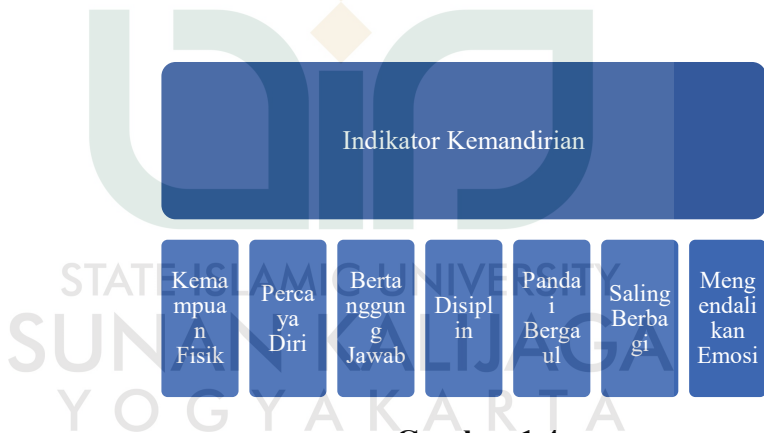 Indikator Kemandirian
Kema
mpua
n
Fisik
Perca
ya
Diri
Berta
nggun
g
Jawab
Disipl
in
Panda
i
Berga
ul
Saling
Berba
gi
Meng
endali
kan
Emosi
STATE ISLAMIC UNIVERSITY
SUNAN KALIJAGA
YOGYAKARTA